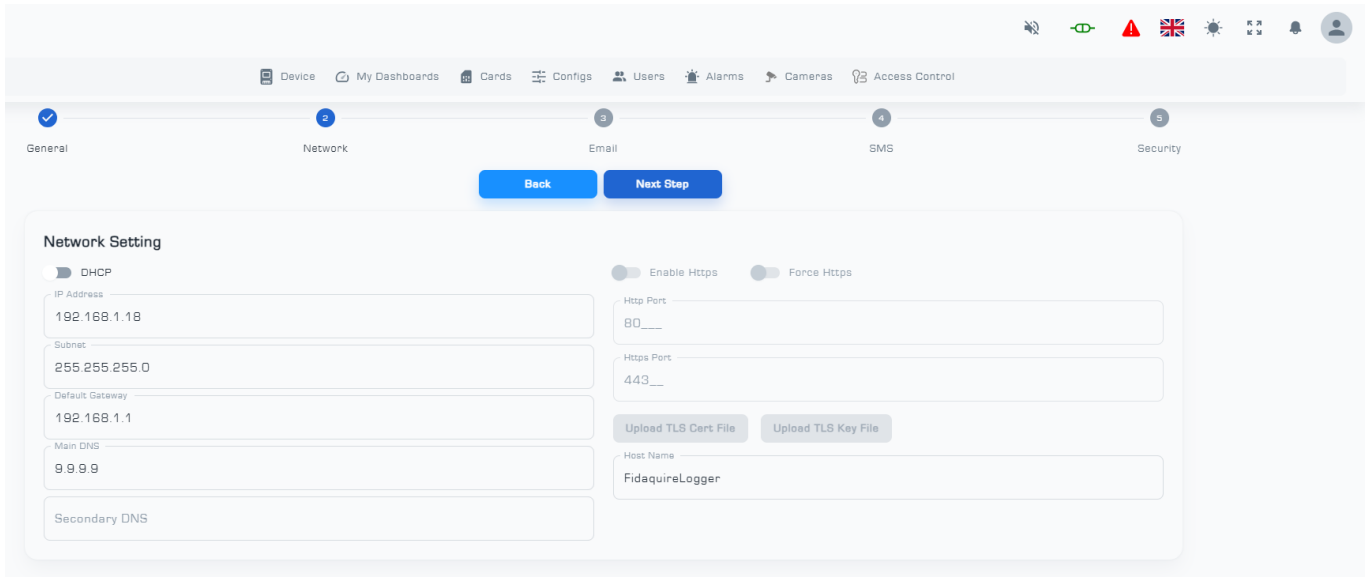 Device My Dashboards Cards Configs Users Alarms Cameras Access Control
2 3 4 5
General Network Email SMS Security
Back Next Step
Network Setting
DHCP
IP Address
192.168.1.18
Subnet
255.255.255.0
Default Gateway
192.168.1.1
Main DNS
9.9.9.9
Secondary DNS
Enable Https Force Https
Http Port
80___
Https Port
443__
Upload TLS Cert File Upload TLS Key File
Host Name
FidaquireLogger